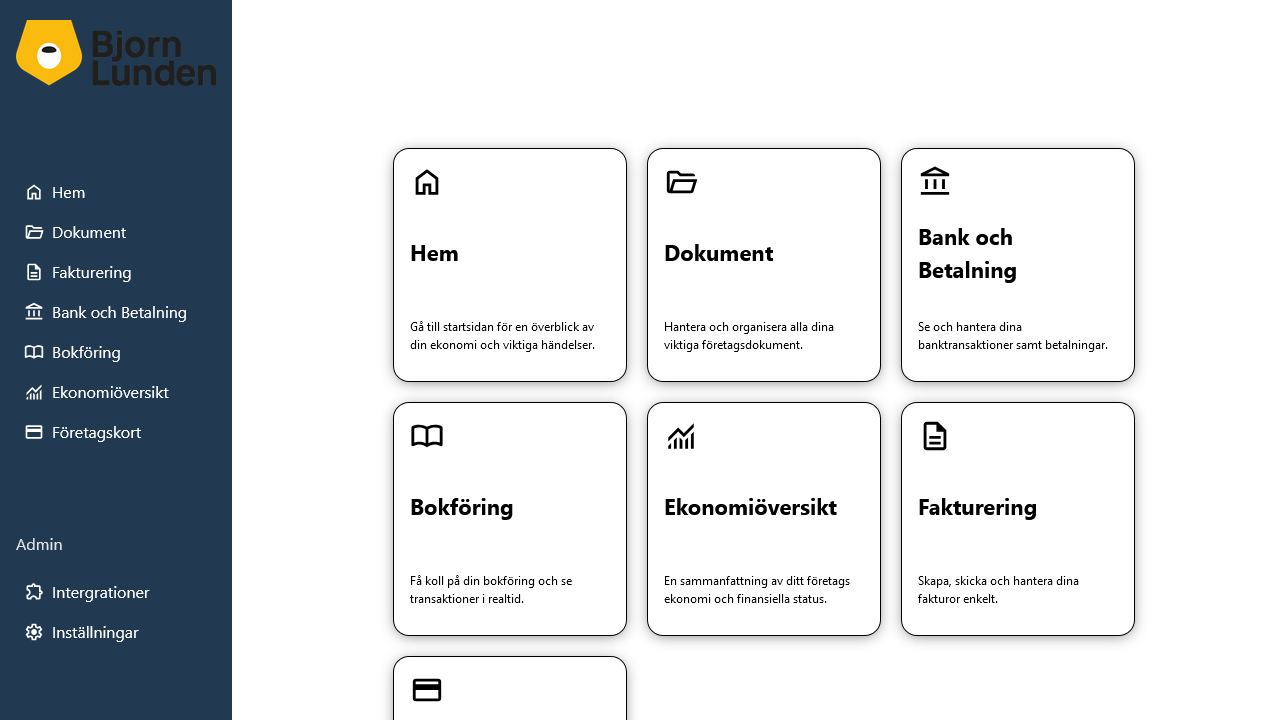 Bjorn
Lunden
Hem
Dokument
Fakturering
Bank och Betalning
Bokföring
Ekonomiöversikt
Företagskort
Admin
Intergrationer
Inställningar
Hem
Gå till startsidan för en överblick av
din ekonomi och viktiga händelser.
Dokument
Hantera och organisera alla dina
viktiga företagsdokument.
Bank och
Betalning
Se och hantera dina
banktransaktioner samt betalningar.
Bokföring
Få koll på din bokföring och se
transaktioner i realtid.
Ekonomiöversikt
En sammanfattning av ditt företags
ekonomi och finansiella status.
Fakturering
Skapa, skicka och hantera dina
fakturor enkelt.